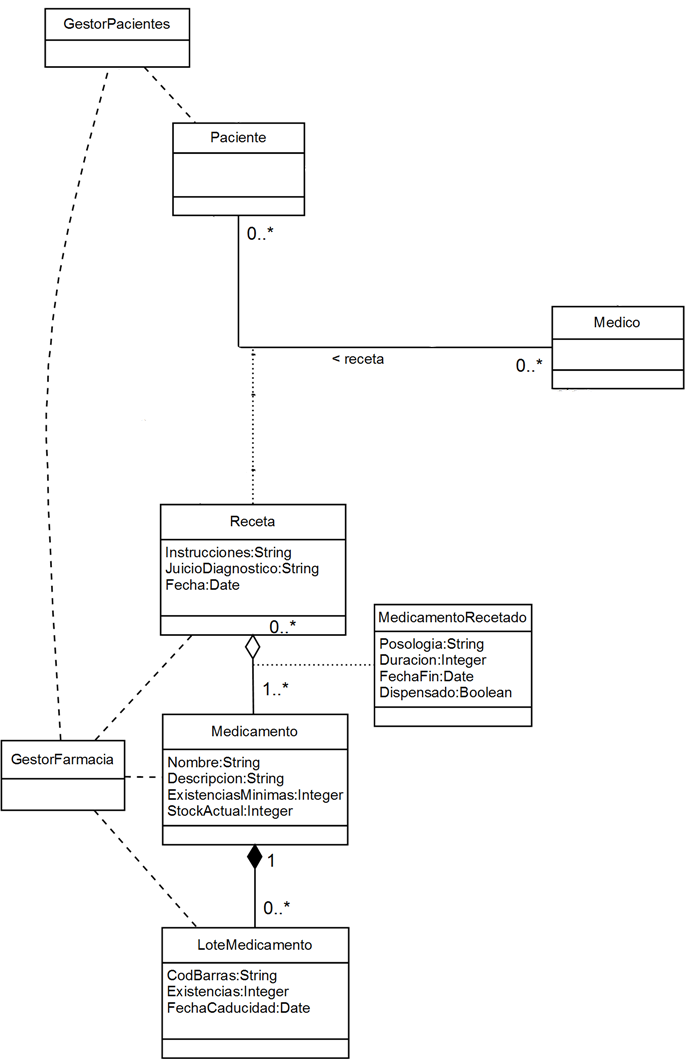 GestorPacientes
Paciente
0..*
Medico
< receta
0..*
Receta
Instrucciones:String
JuicioDiagnostico:String
Fecha:Date
0..*
MedicamentoRecetado
Posologia:String
Duracion:Integer
FechaFin:Date
Dispensado:Boolean
1..*
Medicamento
Nombre:String
Descripcion:String
ExistenciasMinimas:Integer
StockActual:Integer
GestorFarmacia
1
0..*
LoteMedicamento
CodBarras:String
Existencias:Integer
FechaCaducidad:Date